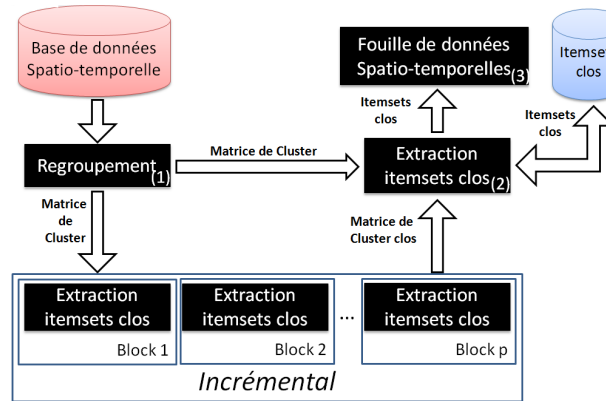 Base de données
Spatio-temporelle
Fouille de données
Spatio-temporelles(3)
Itemsets
clos
Itemsets
clos
Itemsets
clos
Regroupement(1)
Matrice de Cluster
Extraction
itemsets clos(2)
Matrice
de
Cluster
Matrice de
Cluster clos
Extraction
itemsets clos
Block 1
Extraction
itemsets clos
Block 2
...
Extraction
itemsets clos
Block p
Incrémental